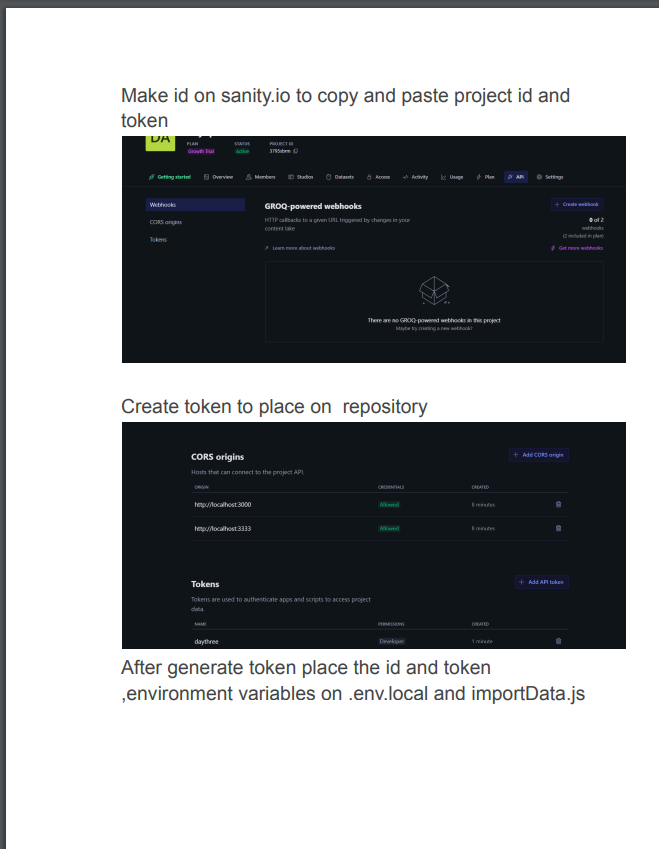 Make id on sanity.io to copy and paste project id and
token
DA
PLAN STATUS PROJECT ID
Growth Trial Active
Getting started Overview Members Studios Datasets Access Activity Usage Plan API Settings
Webhooks
CORS origins
Tokens
GROQ-powered webhooks
+ Create webhook
HTTP callbacks to a given URL triggered by changes in your
content lake
0 of 2
webhooks
(2 included in plan)
Learn more about webhooks
Get more webhooks
There are no GROQ-powered webhooks in this project
Maybe try creating a new webhook?
Create token to place on repository
CORS origins
+ Add CORS origin
Hosts that can connect to the project API.
ORIGIN CREDENTIALS CREATED
http://localhost:3000 Allowed 8 minutes
http://localhost:3333 Allowed 8 minutes
Tokens
+ Add API token
Tokens are used to authenticate apps and scripts to access project
data.
NAME PERMISSIONS CREATED
daythree Developer 1 minute
After generate token place the id and token
,environment variables on .env.local and importData.js